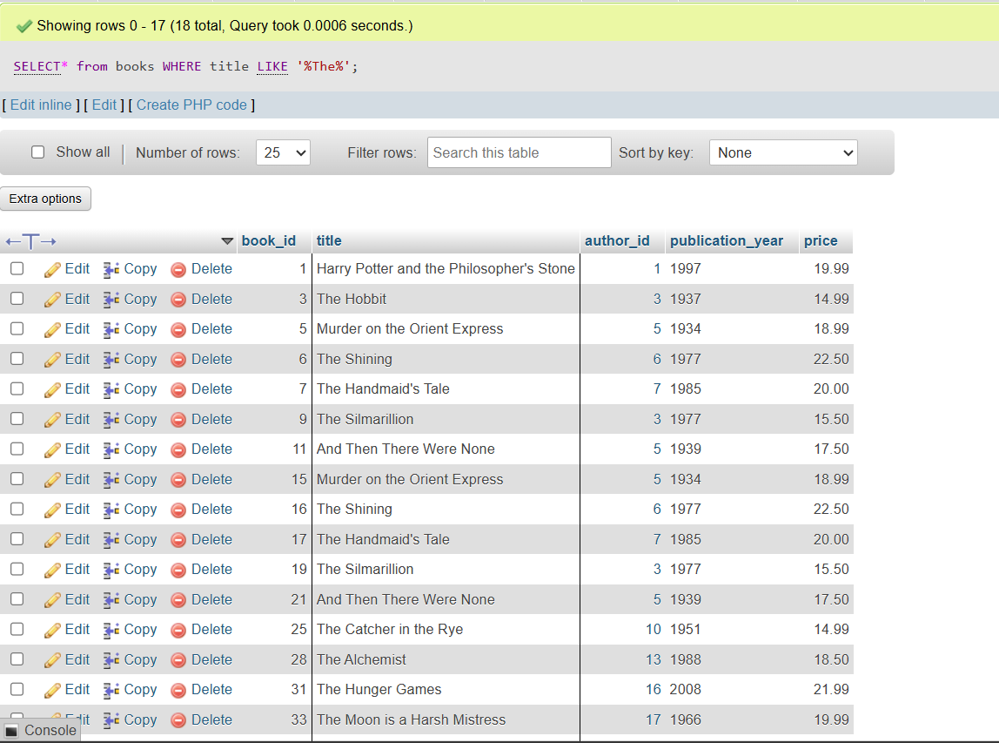 Showing rows 0 - 17 (18 total, Query took 0.0006 seconds.)
SELECT* from books WHERE title LIKE '%The%';
[ Edit inline ] [ Edit ] [ Create PHP code ]
Show all Number of rows: 25 Filter rows: Search this table Sort by key: None
Extra options
←T→ book_id title author_id publication_year price
Edit Copy Delete 1 Harry Potter and the Philosopher's Stone 1 1997 19.99
Edit Copy Delete 3 The Hobbit 3 1937 14.99
Edit Copy Delete 5 Murder on the Orient Express 5 1934 18.99
Edit Copy Delete 6 The Shining 6 1977 22.50
Edit Copy Delete 7 The Handmaid's Tale 7 1985 20.00
Edit Copy Delete 9 The Silmarillion 3 1977 15.50
Edit Copy Delete 11 And Then There Were None 5 1939 17.50
Edit Copy Delete 15 Murder on the Orient Express 5 1934 18.99
Edit Copy Delete 16 The Shining 6 1977 22.50
Edit Copy Delete 17 The Handmaid's Tale 7 1985 20.00
Edit Copy Delete 19 The Silmarillion 3 1977 15.50
Edit Copy Delete 21 And Then There Were None 5 1939 17.50
Edit Copy Delete 25 The Catcher in the Rye 10 1951 14.99
Edit Copy Delete 28 The Alchemist 13 1988 18.50
Edit Copy Delete 31 The Hunger Games 16 2008 21.99
Edit Copy Delete 33 The Moon is a Harsh Mistress 17 1966 19.99
Console